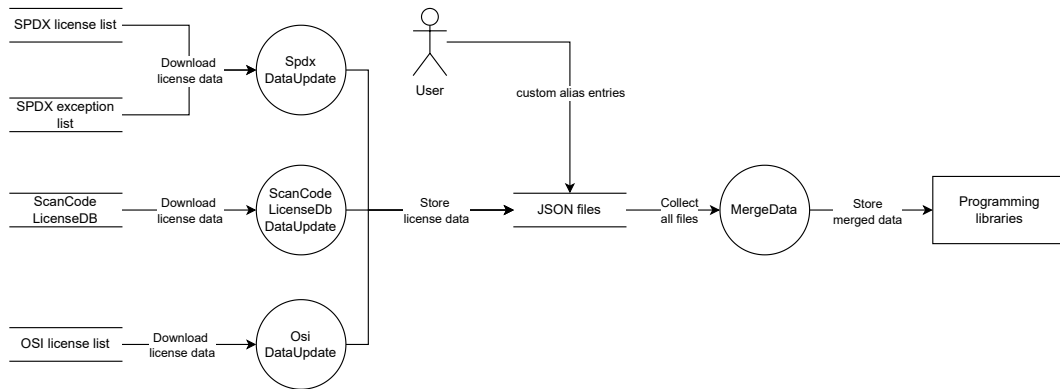 SPDX license list
Download
license data
Spdx
DataUpdate
SPDX exception
list
User
custom alias entries
ScanCode
LicenseDB
Download
license data
ScanCode
LicenseDb
DataUpdate
Store
license data
JSON files
Collect
all files
MergeData
Store
merged data
Programming
libraries
OSI license list
Download
license data
Osi
DataUpdate